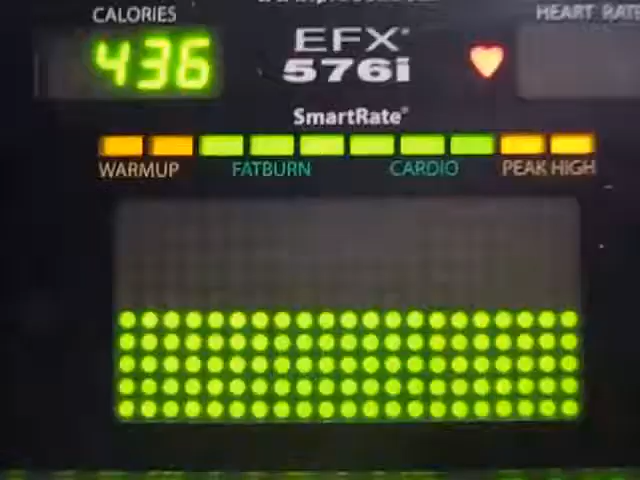 CALORIES
HEART RATE
436
EFX
576i
SmartRate®
WARMUP FATBURN CARDIO PEAK HIGH